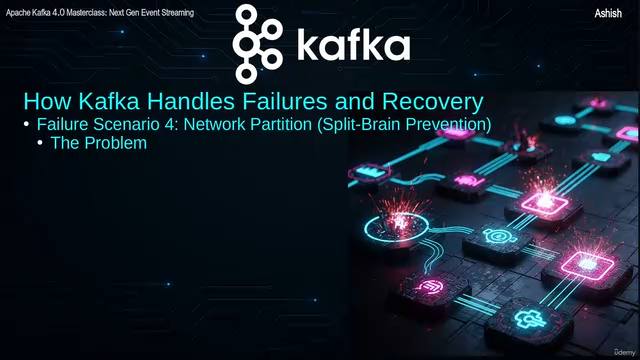 Apache Kafka 4.0 Masterclass: Next Gen Event Streaming
Ashish
kafka
How Kafka Handles Failures and Recovery
• Failure Scenario 4: Network Partition (Split-Brain Prevention)
• The Problem
udemy